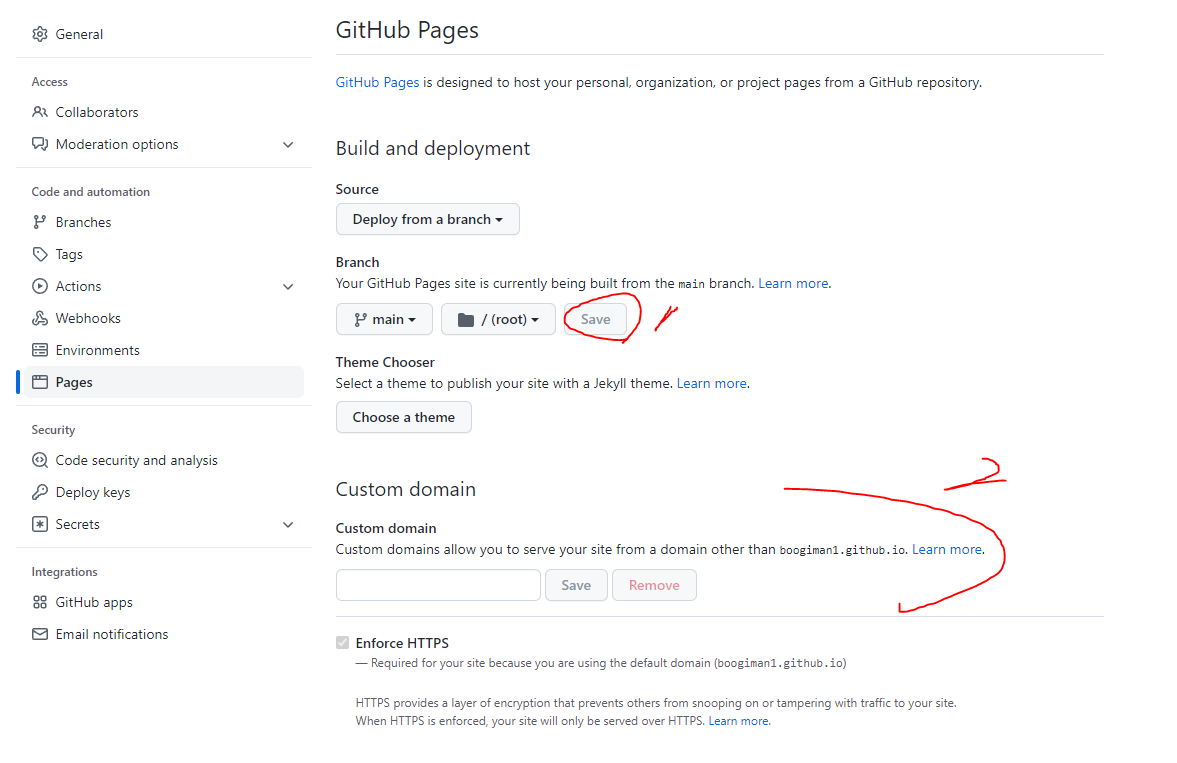 General
Access
Collaborators
Moderation options
Code and automation
Branches
Tags
Actions
Webhooks
Environments
Pages
Security
Code security and analysis
Deploy keys
Secrets
Integrations
GitHub apps
Email notifications
GitHub Pages
GitHub Pages is designed to host your personal, organization, or project pages from a GitHub repository.
Build and deployment
Source
Deploy from a branch
Branch
Your GitHub Pages site is currently being built from the main branch. Learn more.
main / (root) Save 1
Theme Chooser
Select a theme to publish your site with a Jekyll theme. Learn more.
Choose a theme
2
Custom domain
Custom domain
Custom domains allow you to serve your site from a domain other than boogiman1.github.io. Learn more.
Save Remove
Enforce HTTPS
— Required for your site because you are using the default domain (boogiman1.github.io)
HTTPS provides a layer of encryption that prevents others from snooping on or tampering with traffic to your site.
When HTTPS is enforced, your site will only be served over HTTPS. Learn more.